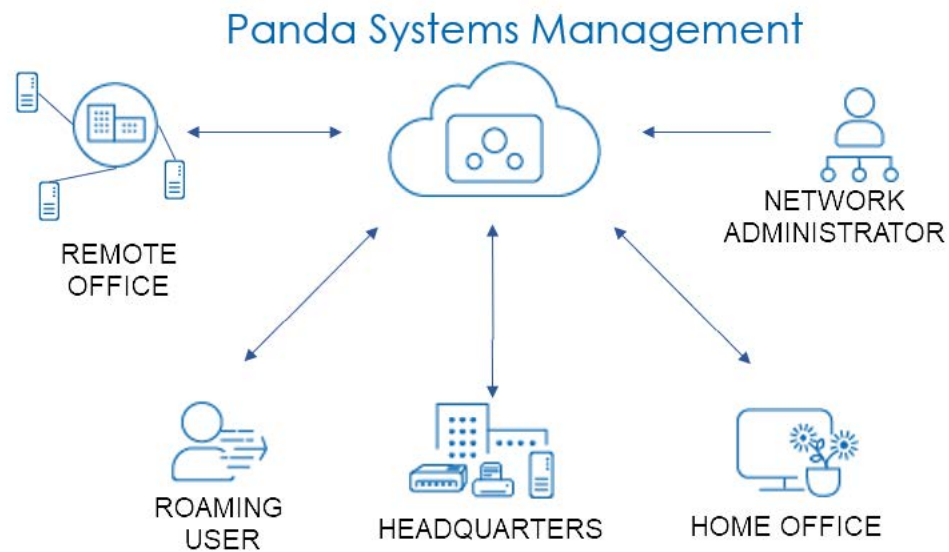 Panda Systems Management
REMOTE
OFFICE
NETWORK
ADMINISTRATOR
ROAMING
USER
HEADQUARTERS
HOME OFFICE